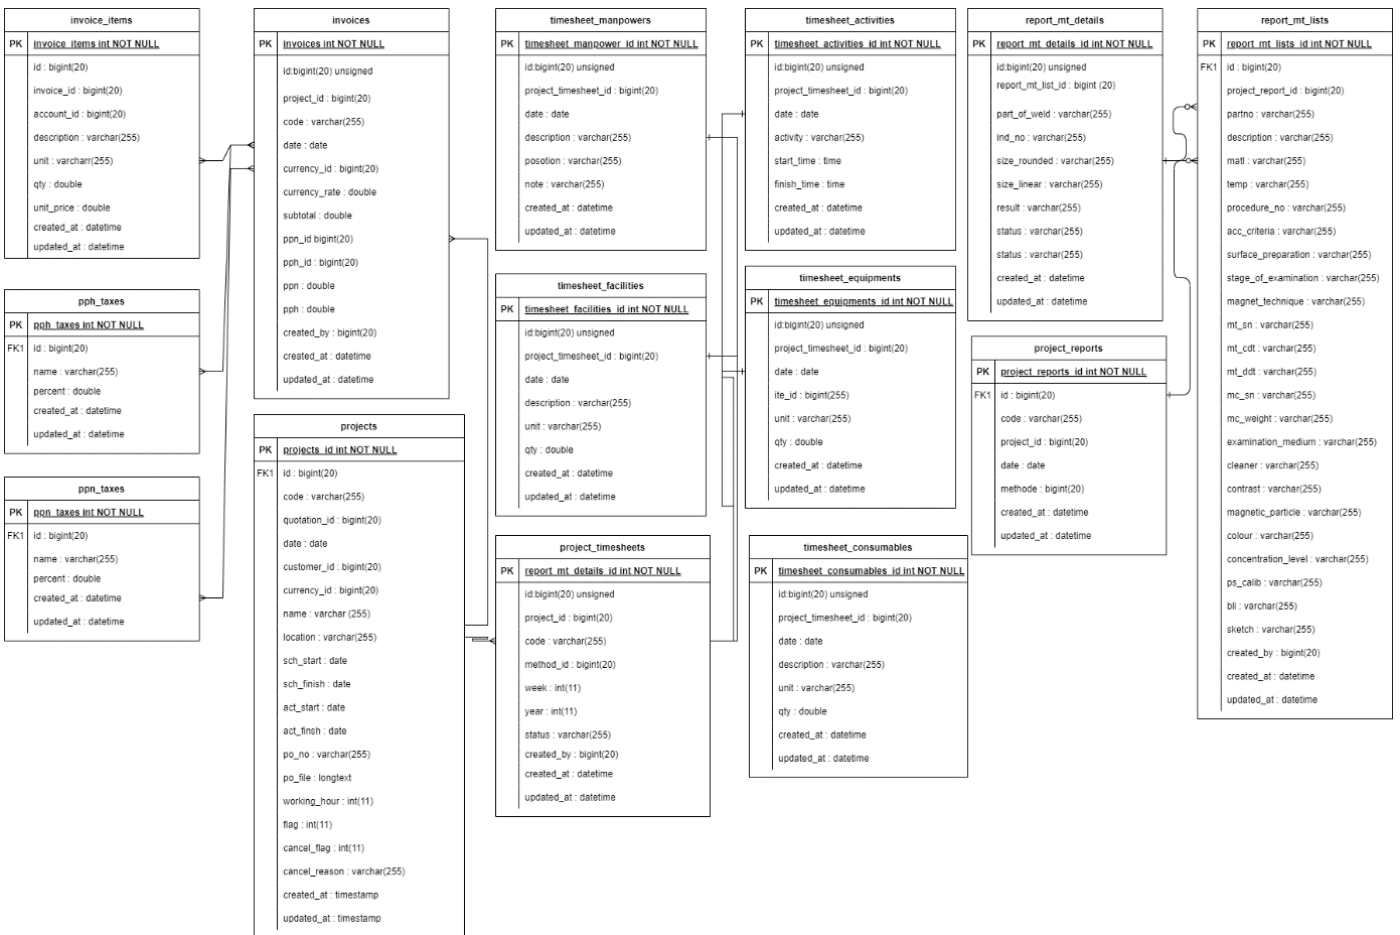 invoice_items
PK invoice_items int NOT NULL
id : bigint(20)
invoice_id : bigint(20)
account_id : bigint(20)
description : varchar(255)
unit : varcharr(255)
qty : double
unit_price : double
created_at : datetime
updated_at : datetime
pph_taxes
PK pph_taxes int NOT NULL
FK1 id : bigint(20)
name : varchar(255)
percent : double
created_at : datetime
updated_at : datetime
ppn_taxes
PK ppn_taxes int NOT NULL
FK1 id : bigint(20)
name : varchar(255)
percent : double
created_at : datetime
updated_at : datetime
invoices
PK invoices int NOT NULL
id:bigint(20) unsigned
project_id : bigint(20)
code : varchar(255)
date : date
currency_id : bigint(20)
currency_rate : double
subtotal : double
ppn_id bigint(20)
pph_id : bigint(20)
ppn : double
pph : double
created_by : bigint(20)
created_at : datetime
updated_at : datetime
projects
PK projects_id int NOT NULL
FK1 id : bigint(20)
code : varchar(255)
quotation_id : bigint(20)
date : date
customer_id : bigint(20)
currency_id : bigint(20)
name : varchar (255)
location : varchar(255)
sch_start : date
sch_finish : date
act_start : date
act_finsh : date
po_no : varchar(255)
po_file : longtext
working_hour : int(11)
flag : int(11)
cancel_flag : int(11)
cancel_reason : varchar(255)
created_at : timestamp
updated_at : timestamp
timesheet_manpowers
PK timesheet_manpower_id int NOT NULL
id:bigint(20) unsigned
project_timesheet_id : bigint(20)
date : date
description : varchar(255)
posotion : varchar(255)
note : varchar(255)
created_at : datetime
updated_at : datetime
timesheet_facilities
PK timesheet_facilities_id int NOT NULL
id:bigint(20) unsigned
project_timesheet_id : bigint(20)
date : date
description : varchar(255)
unit : varchar(255)
qty : double
created_at : datetime
updated_at : datetime
project_timesheets
PK report_mt_details_id int NOT NULL
id:bigint(20) unsigned
project_id : bigint(20)
code : varchar(255)
method_id : bigint(20)
week : int(11)
year : int(11)
status : varchar(255)
created_by : bigint(20)
created_at : datetime
updated_at : datetime
timesheet_activities
PK timesheet_activities_id int NOT NULL
id:bigint(20) unsigned
project_timesheet_id : bigint(20)
date : date
activity : varchar(255)
start_time : time
finish_time : time
created_at : datetime
updated_at : datetime
timesheet_equipments
PK timesheet_equipments_id int NOT NULL
id:bigint(20) unsigned
project_timesheet_id : bigint(20)
date : date
ite_id : bigint(255)
unit : varchar(255)
qty : double
created_at : datetime
updated_at : datetime
timesheet_consumables
PK timesheet_consumables_id int NOT NULL
id:bigint(20) unsigned
project_timesheet_id : bigint(20)
date : date
description : varchar(255)
unit : varchar(255)
qty : double
created_at : datetime
updated_at : datetime
report_mt_details
PK report_mt_details_id int NOT NULL
id:bigint(20) unsigned
report_mt_list_id : bigint (20)
part_of_weld : varchar(255)
ind_no : varchar(255)
size_rounded : varchar(255)
size_linear : varchar(255)
result : varchar(255)
status : varchar(255)
status : varchar(255)
created_at : datetime
updated_at : datetime
project_reports
PK project_reports_id int NOT NULL
FK1 id : bigint(20)
code : varchar(255)
project_id : bigint(20)
date : date
methode : bigint(20)
created_at : datetime
updated_at : datetime
report_mt_lists
PK report_mt_lists_id int NOT NULL
FK1 id : bigint(20)
project_report_id : bigint(20)
partno : varchar(255)
description : varchar(255)
matl : varchar(255)
temp : varchar(255)
procedure_no : varchar(255)
acc_criteria : varchar(255)
surface_preparation : varchar(255)
stage_of_examination : varchar(255)
magnet_technique : varchar(255)
mt_sn : varchar(255)
mt_cdt : varchar(255)
mt_ddt : varchar(255)
mc_sn : varchar(255)
mc_weight : varchar(255)
examination_medium : varchar(255)
cleaner : varchar(255)
contrast : varchar(255)
magnetic_particle : varchar(255)
colour : varchar(255)
concentration_level : varchar(255)
ps_calib : varchar(255)
bli : varchar(255)
sketch : varchar(255)
created_by : bigint(20)
created_at : datetime
updated_at : datetime